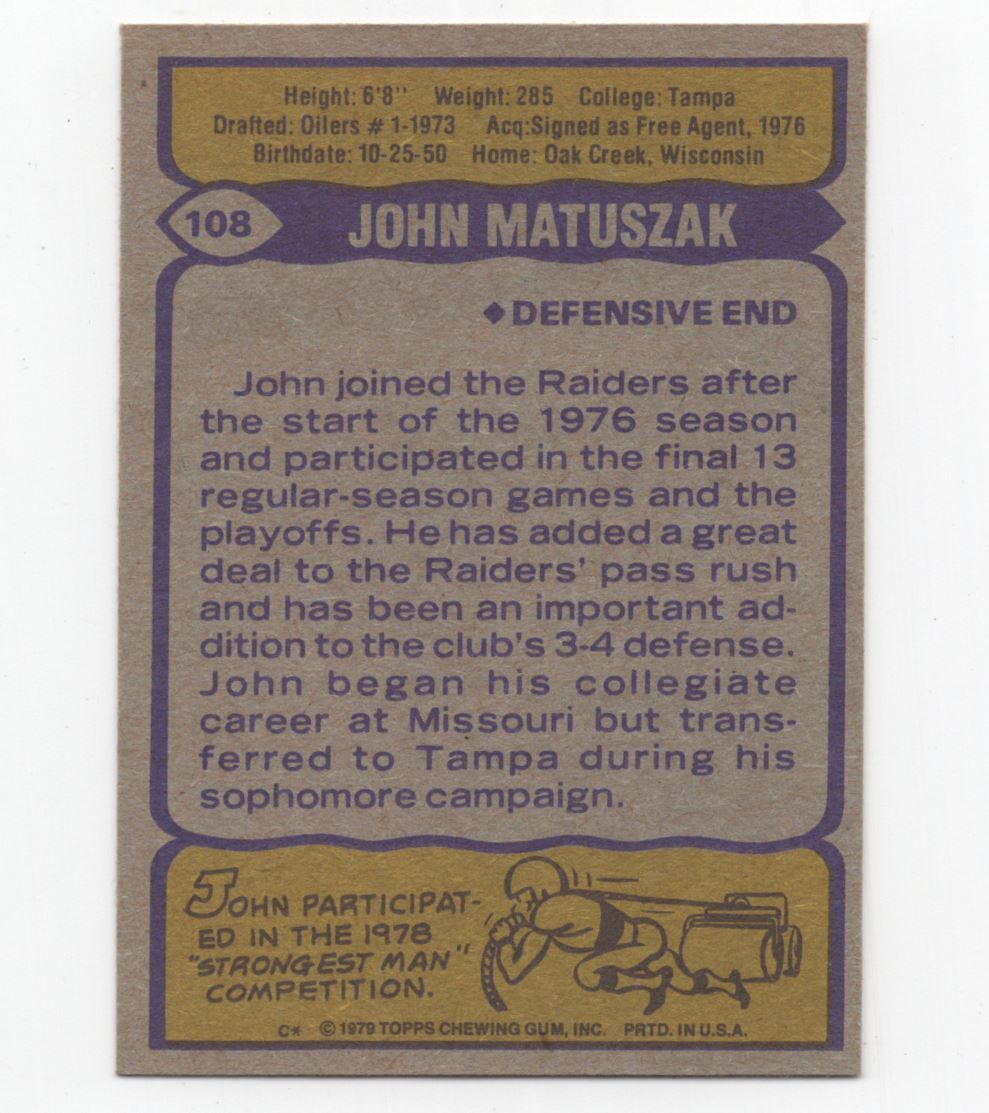 Height: 6'8'' Weight: 285 College: Tampa
Drafted: Oilers # 1-1973 Acq:Signed as Free Agent, 1976
Birthdate: 10-25-50 Home: Oak Creek, Wisconsin
108 JOHN MATUSZAK
◆DEFENSIVE END
John joined the Raiders after
the start of the 1976 season
and participated in the final 13
regular-season games and the
playoffs. He has added a great
deal to the Raiders' pass rush
and has been an important ad-
dition to the club's 3-4 defense.
John began his collegiate
career at Missouri but trans-
ferred to Tampa during his
sophomore campaign.
JOHN PARTICIPAT-
ED IN THE 1978
"STRONGEST MAN"
COMPETITION.
C* © 1979 TOPPS CHEWING GUM, INC. PRTD. IN U.S.A.